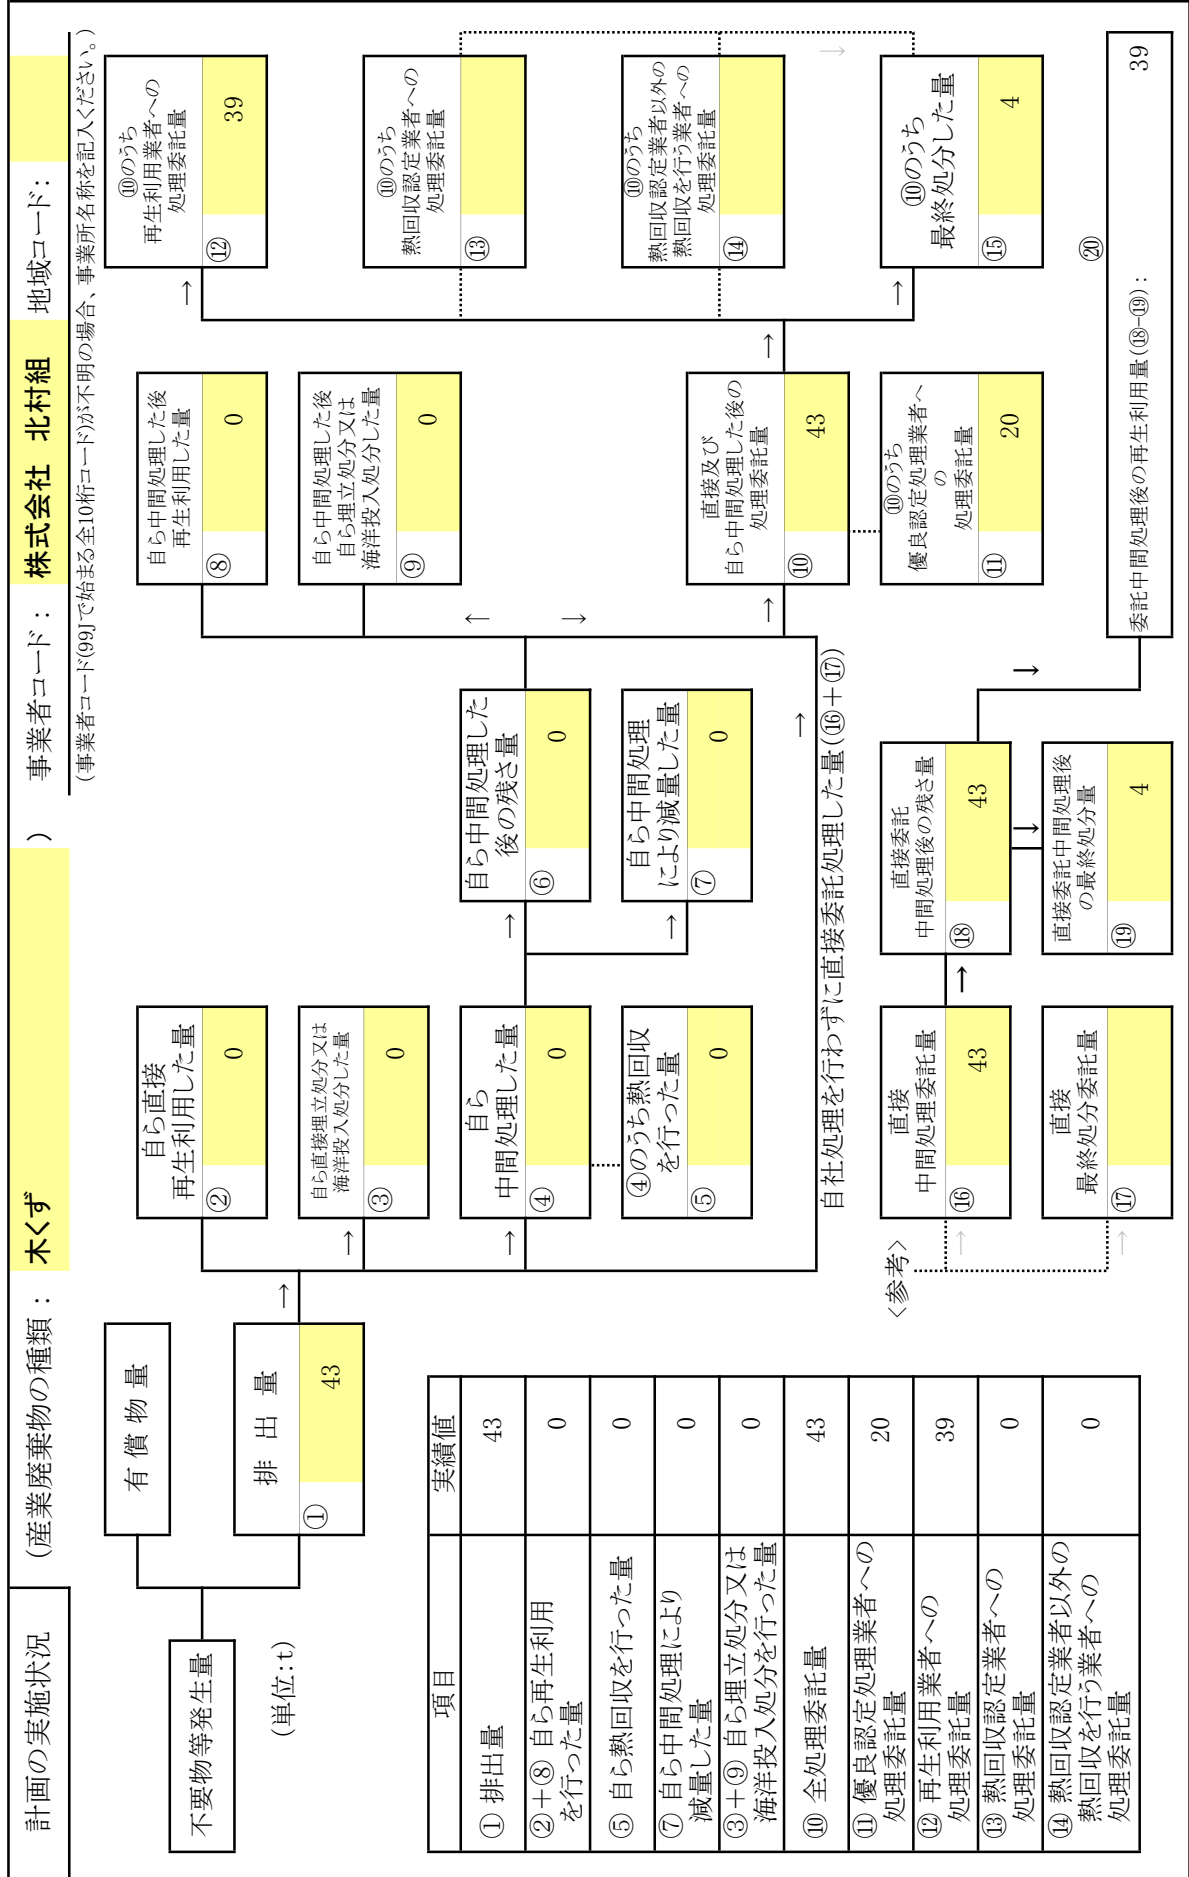 計画の実施状況
(産業廃棄物の種類：
木くず
)
事業者コード：
株式会社 北村組
地域コード：
(事業者コード(99Jで始まる全10桁コード)が不明の場合、事業所名称を記入ください。)
不要物等発生量
(単位:t)
有 償 物 量
排 出 量
①
43
→
自ら直接
再生利用した量
②
0
→
自ら直接埋立処分又は
海洋投入処分した量
③
0
→
自ら
中間処理した量
④
0
④のうち熱回収
を行った量
⑤
0
→
自ら中間処理した
後の残さ量
⑥
0
→
自ら中間処理
により減量した量
⑦
0
↑
↓
自ら中間処理した後
再生利用した量
⑧
0
自ら中間処理した後
自ら埋立処分又は
海洋投入処分した量
⑨
0
→
直接及び
自ら中間処理した後の
処理委託量
⑩
43
⑩のうち
優良認定処理業者へ
の
処理委託量
⑪
20
→
→
⑩のうち
再生利用業者への
処理委託量
⑫
39
⑩のうち
熱回収認定業者への
処理委託量
⑬
⑩のうち
熱回収認定業者以外の
熱回収を行う業者への
処理委託量
⑭
↓
→
⑩のうち
最終処分した量
⑮
4
→
自社処理を行わずに直接委託処理した量(⑯＋⑰)
<参考>
→
直接
中間処理委託量
⑯
43
→
直接
最終処分委託量
⑰
→
直接委託
中間処理後の残さ量
⑱
43
↓
直接委託中間処理後
の最終処分量
⑲
4
↓
⑳
委託中間処理後の再生利用量(⑱-⑲)：
39
項目
実績値
① 排出量
43
②＋⑧ 自ら再生利用
を行った量
0
⑤ 自ら熱回収を行った量
0
⑦ 自ら中間処理により
減量した量
0
③＋⑨ 自ら埋立処分又は
海洋投入処分を行った量
0
⑩ 全処理委託量
43
⑪ 優良認定処理業者への
処理委託量
20
⑫ 再生利用業者への
処理委託量
39
⑬ 熱回収認定業者への
処理委託量
0
⑭ 熱回収認定業者以外の
熱回収を行う業者への
処理委託量
0